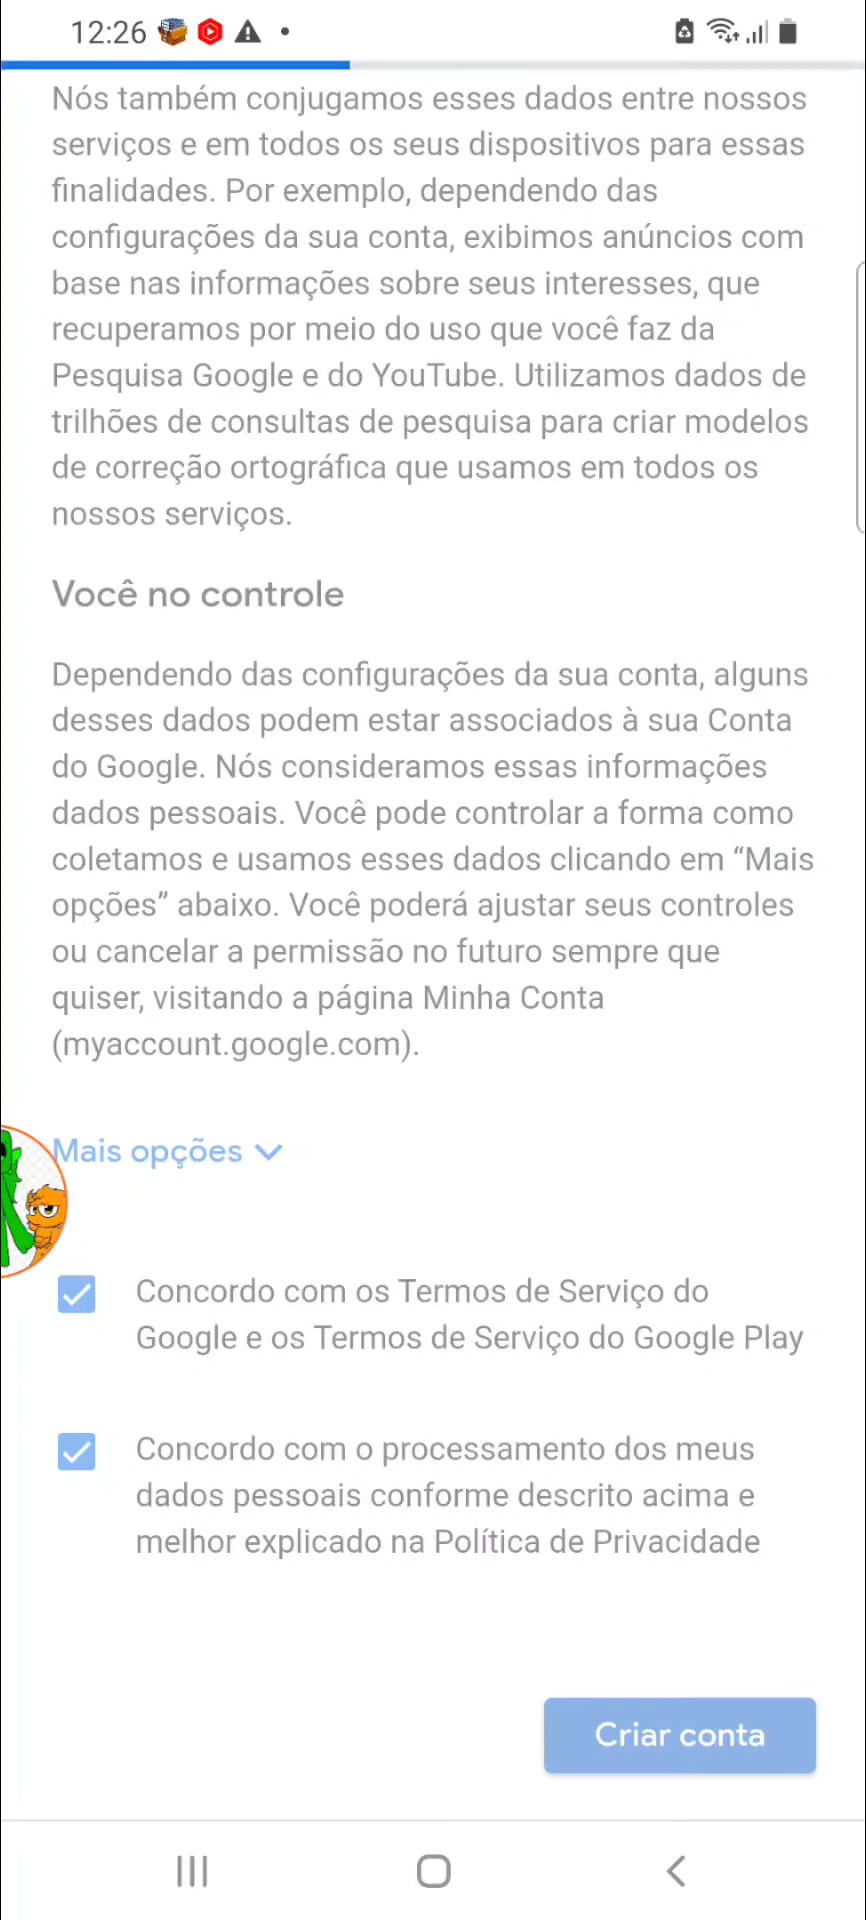 12:26
Nós também conjugamos esses dados entre nossos
serviços e em todos os seus dispositivos para essas
finalidades. Por exemplo, dependendo das
configurações da sua conta, exibimos anúncios com
base nas informações sobre seus interesses, que
recuperamos por meio do uso que você faz da
Pesquisa Google e do YouTube. Utilizamos dados de
trilhões de consultas de pesquisa para criar modelos
de correção ortográfica que usamos em todos os
nossos serviços.
Você no controle
Dependendo das configurações da sua conta, alguns
desses dados podem estar associados à sua Conta
do Google. Nós consideramos essas informações
dados pessoais. Você pode controlar a forma como
coletamos e usamos esses dados clicando em “Mais
opções” abaixo. Você poderá ajustar seus controles
ou cancelar a permissão no futuro sempre que
quiser, visitando a página Minha Conta
(myaccount.google.com).
Mais opções
Concordo com os Termos de Serviço do
Google e os Termos de Serviço do Google Play
Concordo com o processamento dos meus
dados pessoais conforme descrito acima e
melhor explicado na Política de Privacidade
Criar conta